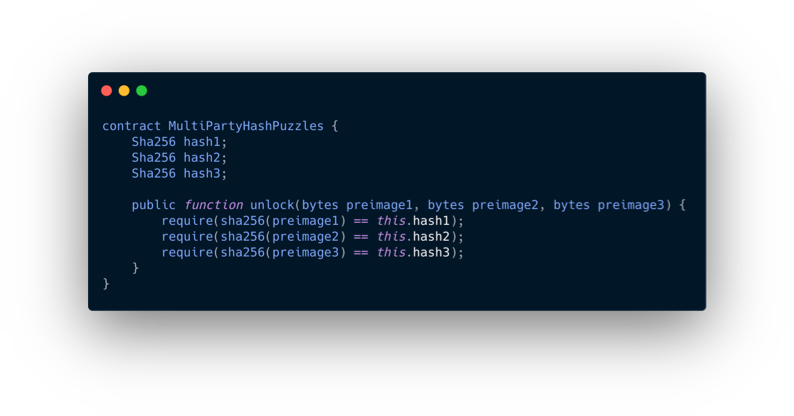 contract MultiPartyHashPuzzles {
    Sha256 hash1;
    Sha256 hash2;
    Sha256 hash3;

    public function unlock(bytes preimage1, bytes preimage2, bytes preimage3) {
        require(sha256(preimage1) == this.hash1);
        require(sha256(preimage2) == this.hash2);
        require(sha256(preimage3) == this.hash3);
    }
}